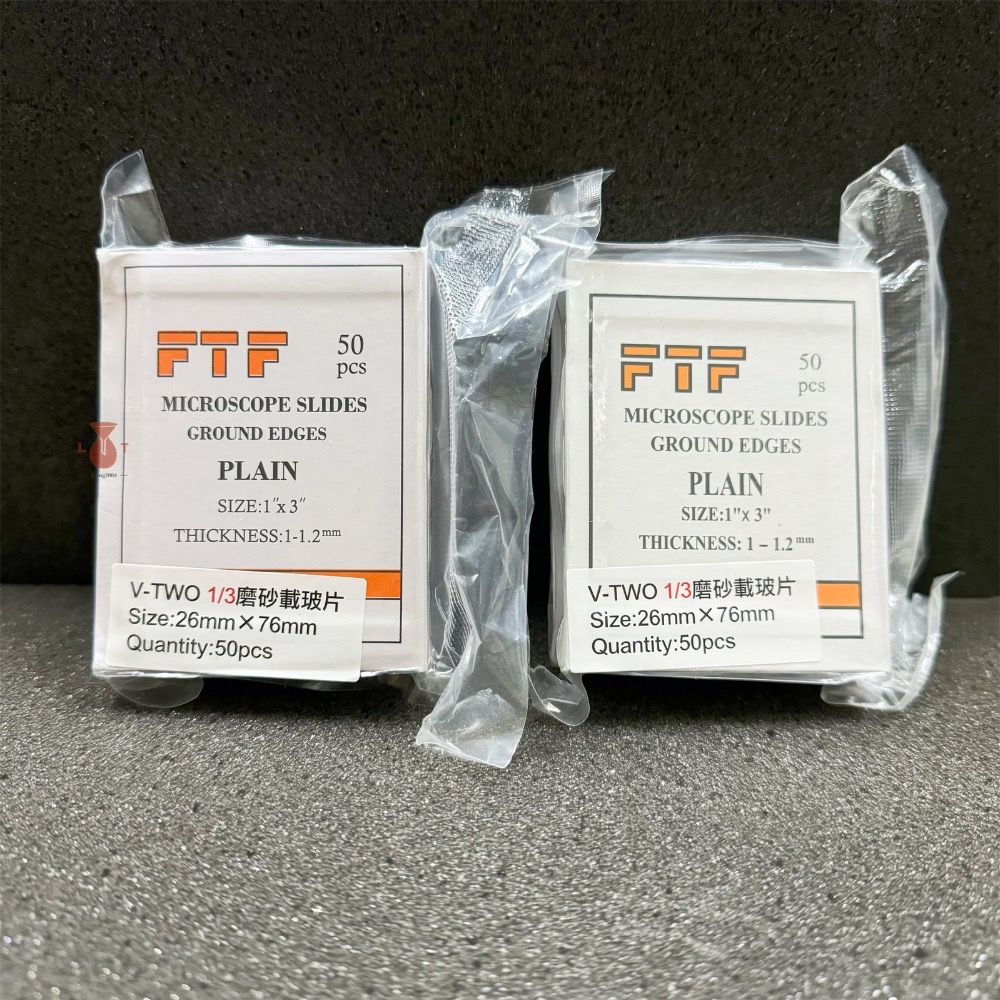 FTF
50
pcs
MICROSCOPE SLIDES
GROUND EDGES
PLAIN
SIZE:1"x 3"
THICKNESS:1-1.2mm
V-TWO 1/3磨砂載玻片
Size:26mm×76mm
Quantity:50pcs
FTF
50
pcs
MICROSCOPE SLIDES
GROUND EDGES
PLAIN
SIZE:1"x 3"
THICKNESS: 1 – 1.2mm
V-TWO 1/3磨砂載玻片
Size:26mm×76mm
Quantity:50pcs
L Y T